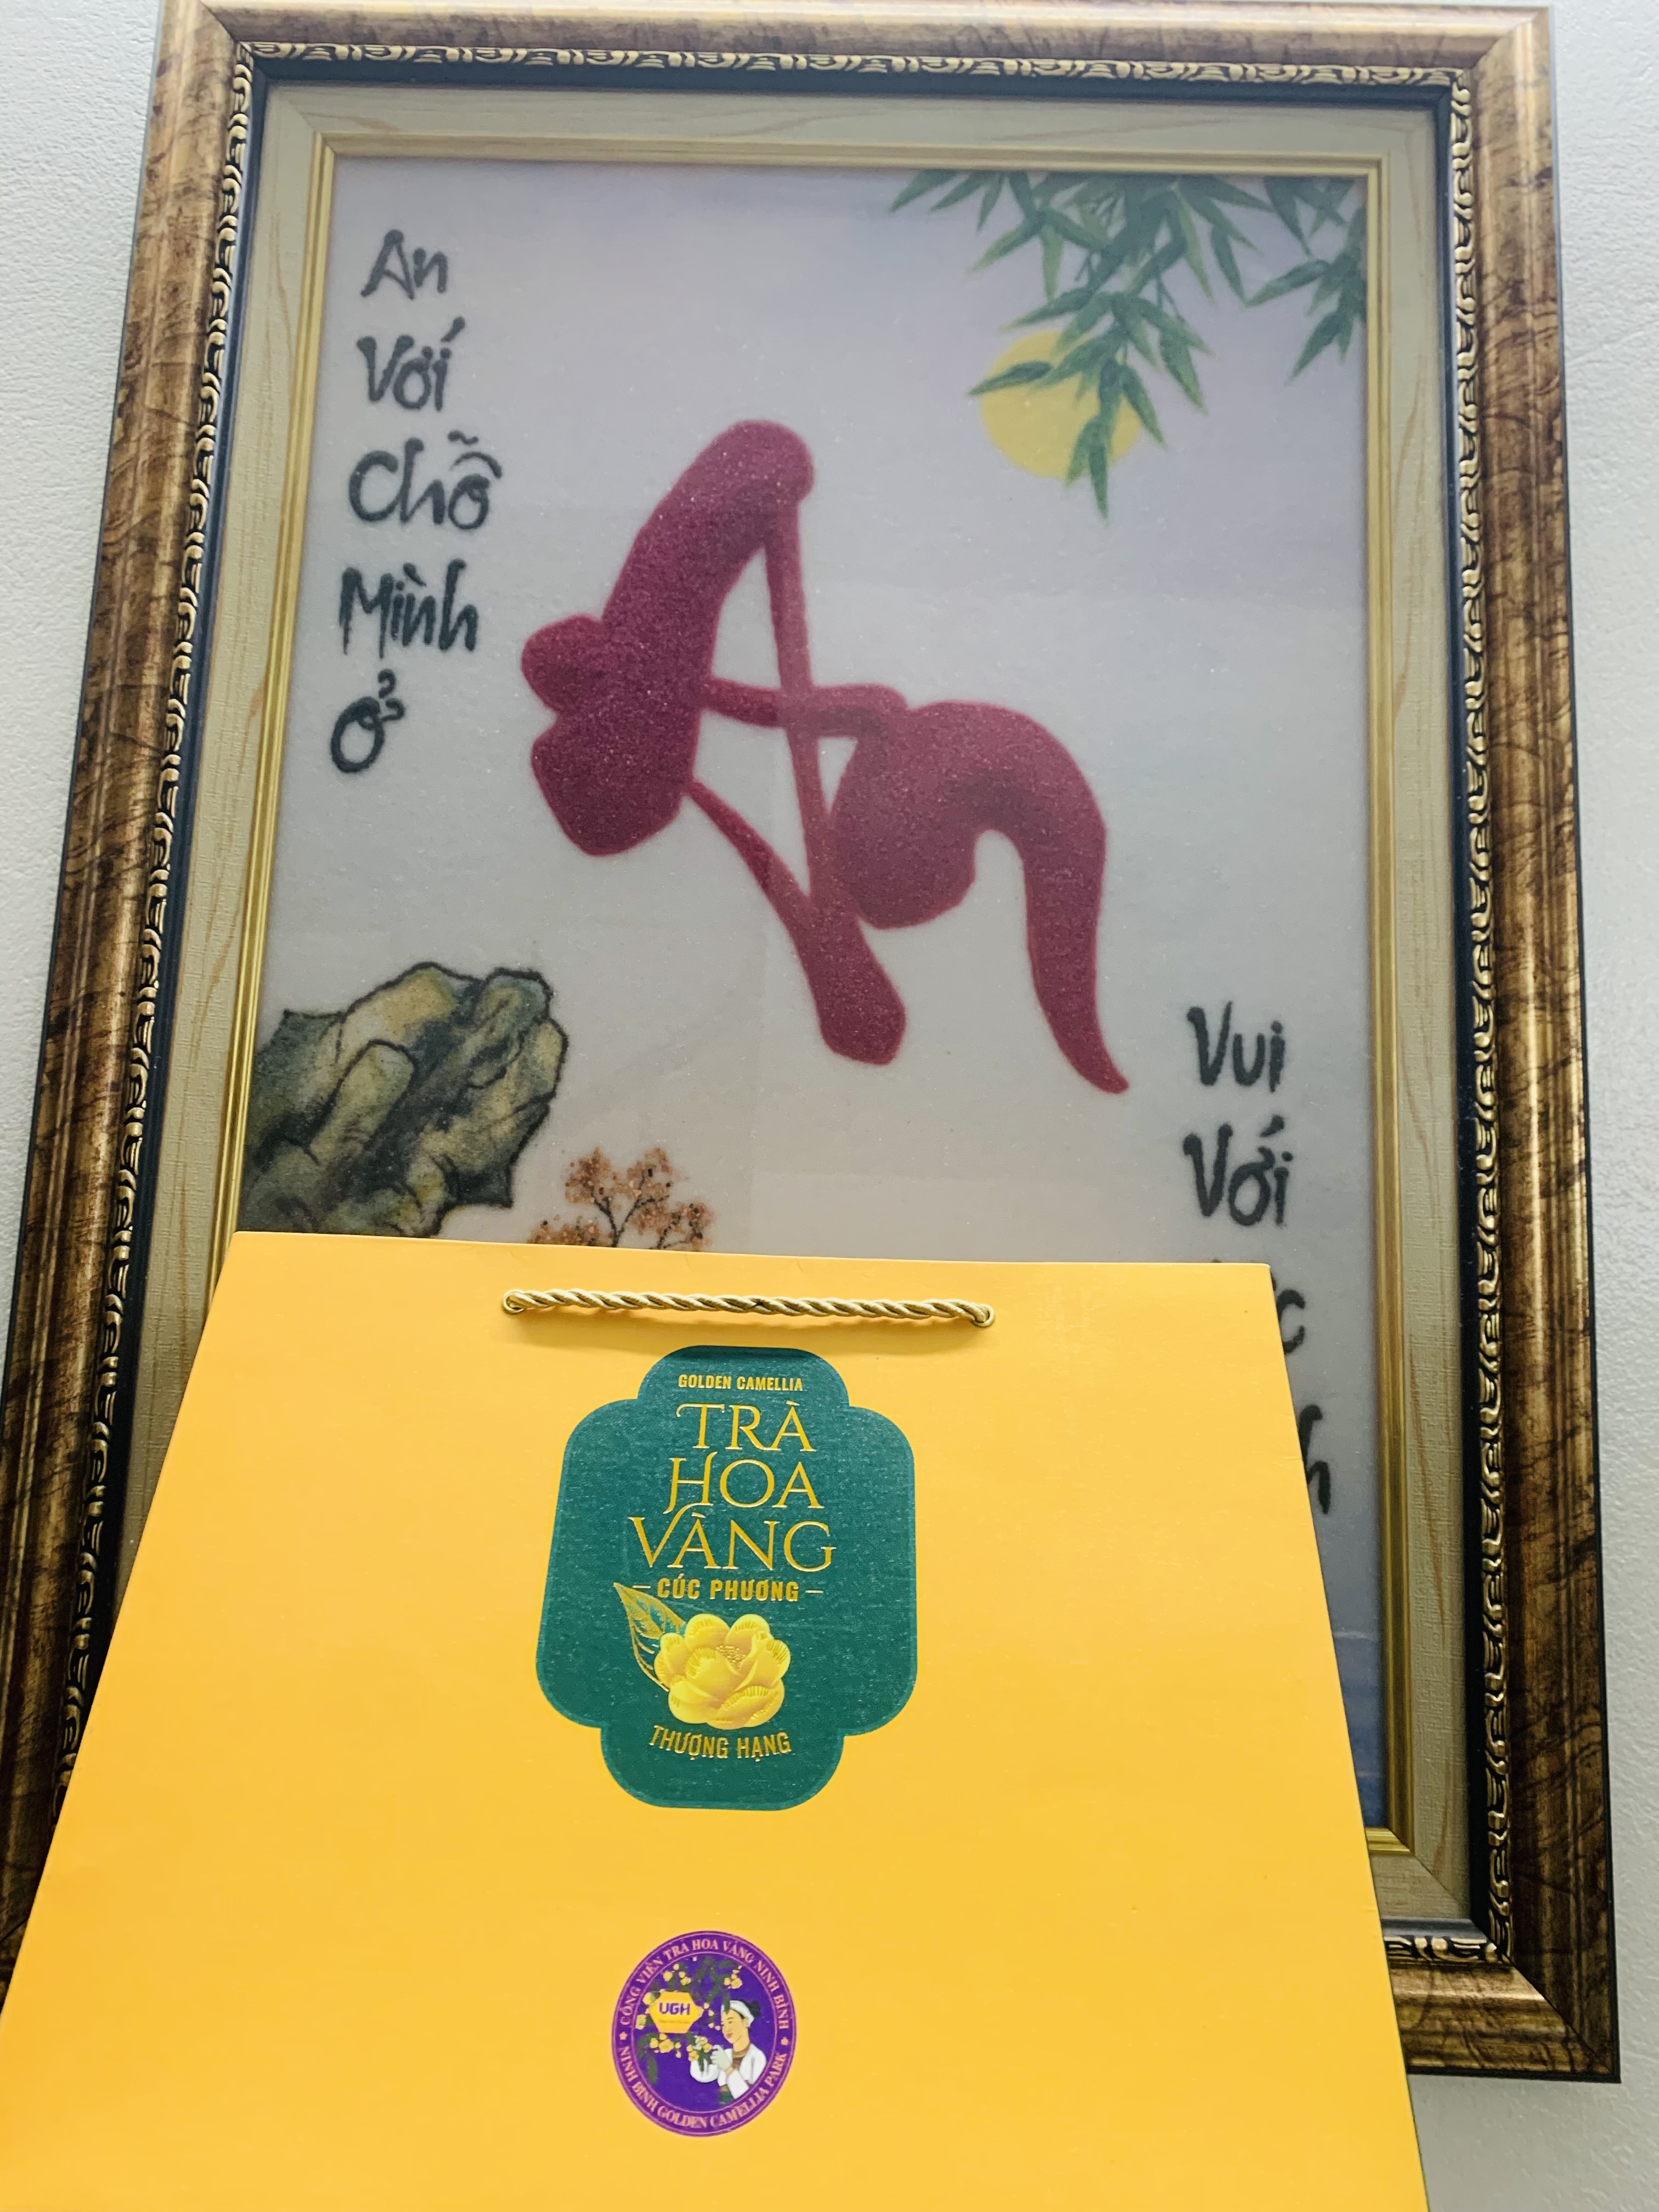 An
Với
Chỗ
Mình
Ở
An
Vui
Với
GOLDEN CAMELLIA
TRÀ
HOA
VÀNG
CÚC PHƯƠNG
THƯỢNG HẠNG
CÔNG VIÊN TRÀ HOA VÀNG NINH BÌNH
UGH
NINH BINH GOLDEN CAMELLIA PARK